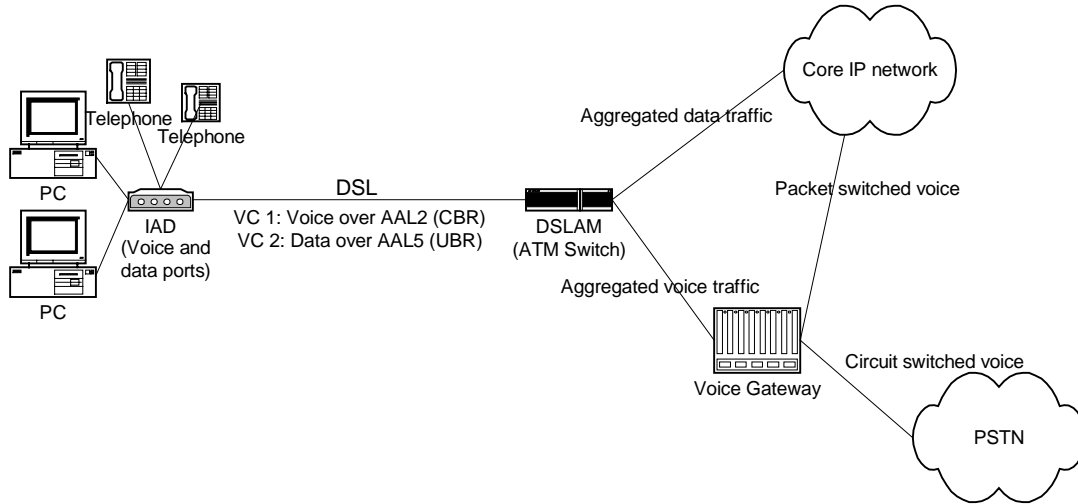 Core IP network
Telephone
Telephone
Aggregated data traffic
PC
DSL
Packet switched voice
VC 1: Voice over AAL2 (CBR)
VC 2: Data over AAL5 (UBR)
IAD
(Voice and
data ports)
DSLAM
(ATM Switch)
Aggregated voice traffic
PC
Circuit switched voice
Voice Gateway
PSTN